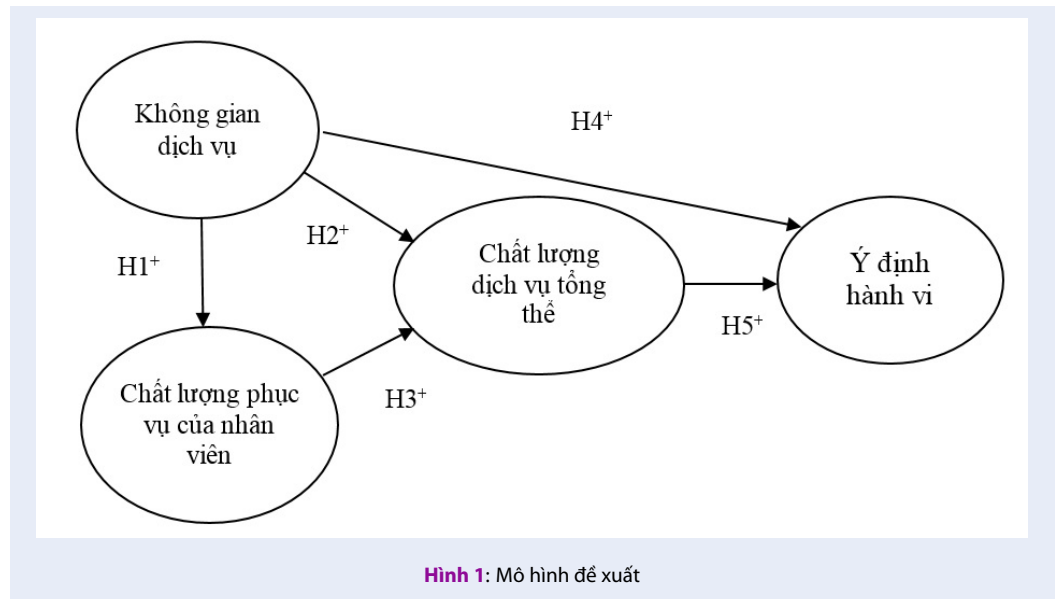 Không gian
dịch vụ
H4⁺
H2⁺
H1⁺
Chất lượng
dịch vụ tổng
thể
Ý định
hành vi
H5⁺
Chất lượng phục
vụ của nhân
viên
H3⁺
Hình 1: Mô hình đề xuất